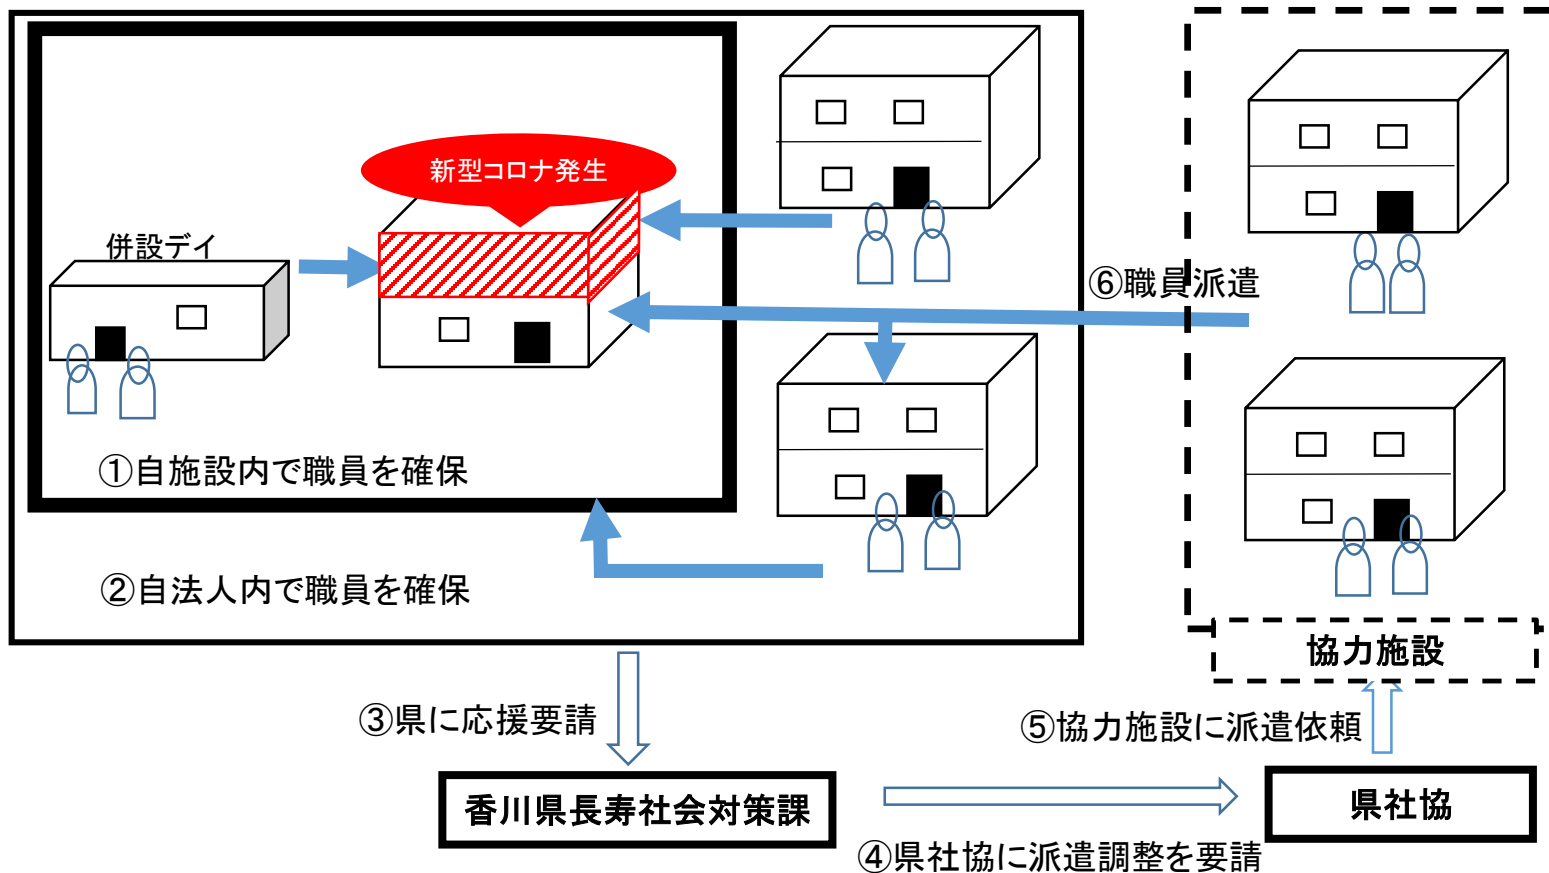 新型コロナ発生
併設デイ
⑥職員派遣
①自施設内で職員を確保
②自法人内で職員を確保
協力施設
③県に応援要請
⑤協力施設に派遣依頼
香川県長寿社会対策課
県社協
④県社協に派遣調整を要請